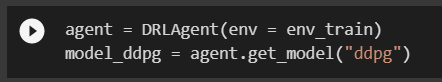 agent = DRLAgent(env = env_train)
model_ddpg = agent.get_model("ddpg")